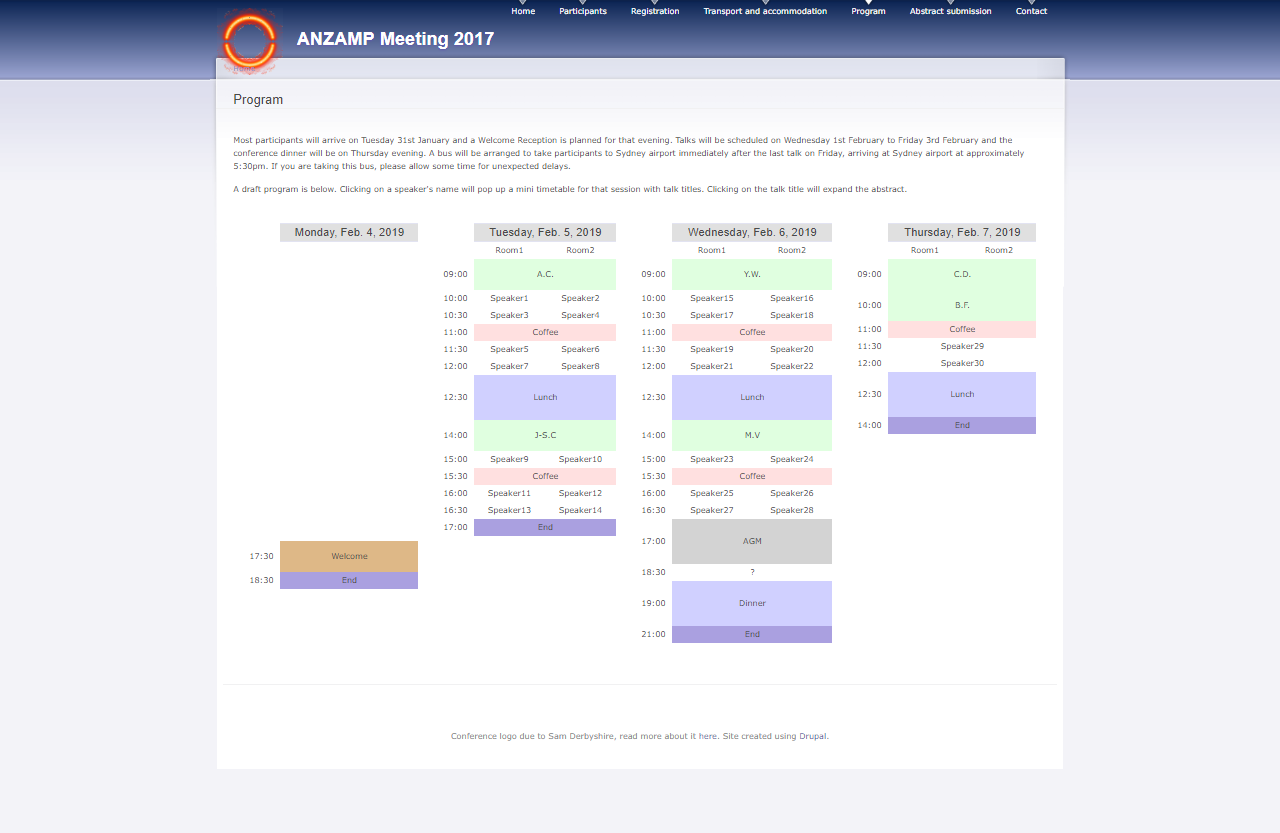 Home Participants Registration Transport and accommodation Program Abstract submission Contact
ANZAMP Meeting 2017
Home
Program
Most participants will arrive on Tuesday 31st January and a Welcome Reception is planned for that evening. Talks will be scheduled on Wednesday 1st February to Friday 3rd February and the
conference dinner will be on Thursday evening. A bus will be arranged to take participants to Sydney airport immediately after the last talk on Friday, arriving at Sydney airport at approximately
5:30pm. If you are taking this bus, please allow some time for unexpected delays.
A draft program is below. Clicking on a speaker's name will pop up a mini timetable for that session with talk titles. Clicking on the talk title will expand the abstract.
Monday, Feb. 4, 2019
17:30 Welcome
18:30 End
Tuesday, Feb. 5, 2019
Room1 Room2
09:00 A.C.
10:00 Speaker1 Speaker2
10:30 Speaker3 Speaker4
11:00 Coffee
11:30 Speaker5 Speaker6
12:00 Speaker7 Speaker8
12:30 Lunch
14:00 J-S.C
15:00 Speaker9 Speaker10
15:30 Coffee
16:00 Speaker11 Speaker12
16:30 Speaker13 Speaker14
17:00 End
Wednesday, Feb. 6, 2019
Room1 Room2
09:00 Y.W.
10:00 Speaker15 Speaker16
10:30 Speaker17 Speaker18
11:00 Coffee
11:30 Speaker19 Speaker20
12:00 Speaker21 Speaker22
12:30 Lunch
14:00 M.V
15:00 Speaker23 Speaker24
15:30 Coffee
16:00 Speaker25 Speaker26
16:30 Speaker27 Speaker28
17:00 AGM
18:30 ?
19:00 Dinner
21:00 End
Thursday, Feb. 7, 2019
Room1 Room2
09:00 C.D.
10:00 B.F.
11:00 Coffee
11:30 Speaker29
12:00 Speaker30
12:30 Lunch
14:00 End
Conference logo due to Sam Derbyshire, read more about it here. Site created using Drupal.